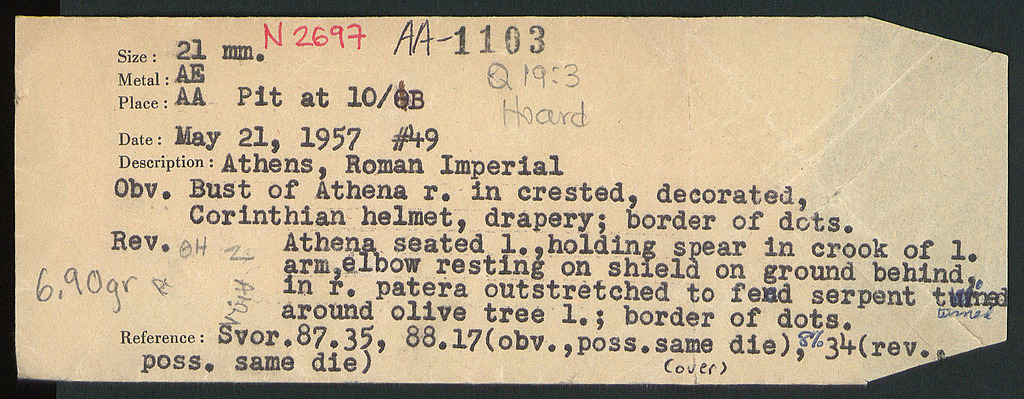 N 2697 AA-1103
Size: 21 mm.
Metal: AE
Q 19:3
Place: AA Pit at 10/ΘB
Hoard
Date: May 21, 1957 #49
Description: Athens, Roman Imperial
Obv. Bust of Athena r. in crested, decorated,
Corinthian helmet, drapery; border of dots.
Rev. Athena seated l.,holding spear in crook of l.
arm,elbow resting on shield on ground behind,
6,90gr
in r. patera outstretched to feed serpent turned
turned
around olive tree l.; border of dots.
Reference: Svor.87.35, 88.17(obv.,poss.same die), 34(rev.,
poss. same die)
(over)